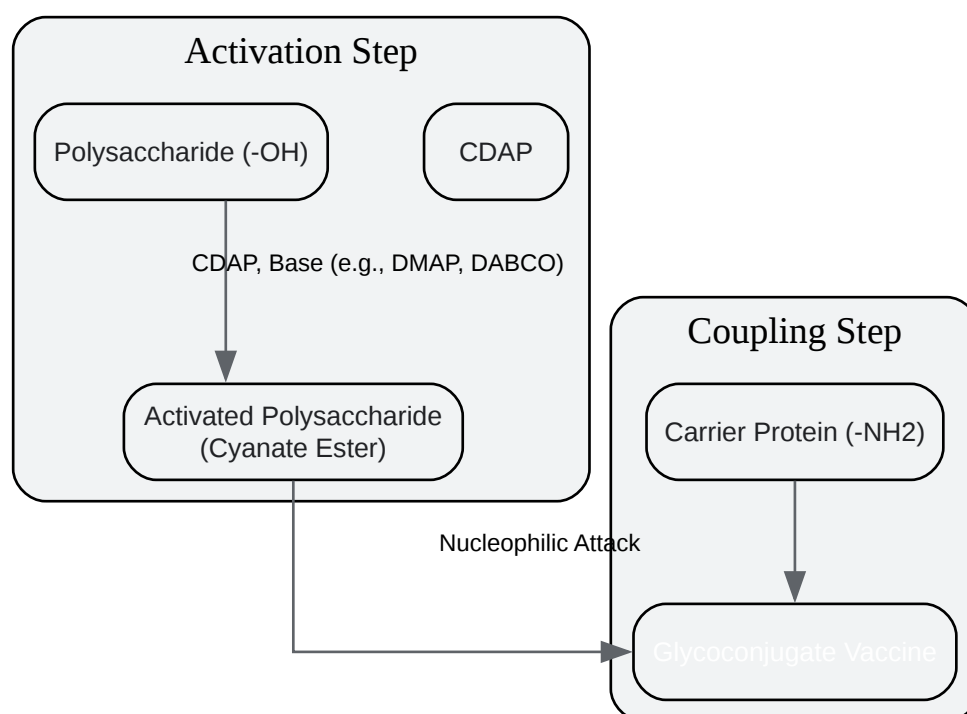 Activation Step
Polysaccharide (-OH)
CDAP
CDAP, Base (e.g., DMAP, DABCO)
Activated Polysaccharide
(Cyanate Ester)
Coupling Step
Carrier Protein (-NH2)
Nucleophilic Attack
Glycoconjugate Vaccine